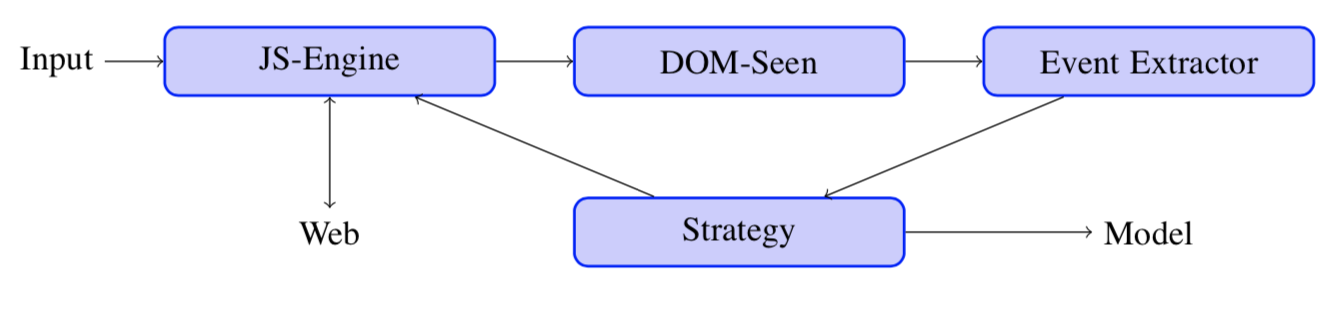 Input
JS-Engine
DOM-Seen
Event Extractor
Web
Strategy
Model